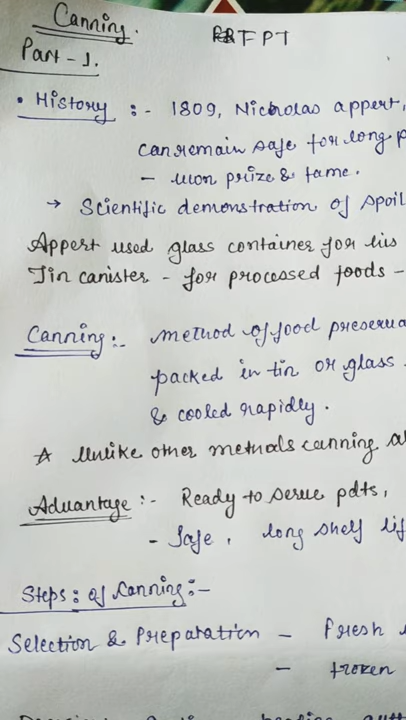 Canning.
FPT
Part-1.
• History :- 1809, Nicholas appert,
can remain safe for long p
- won prize & fame.
→ Scientific demonstration of Spoil
Appert used glass container for his
Tin canister - for processed foods -
Canning:- method of food preserva
packed in tin or glass
& cooled rapidly.
☆ Unlike other methods canning al
Advantage :- Ready to serve pdts,
- Safe, long shelf lif
Steps: of Canning:-
Selection & Preparation - Fresh
- frozen